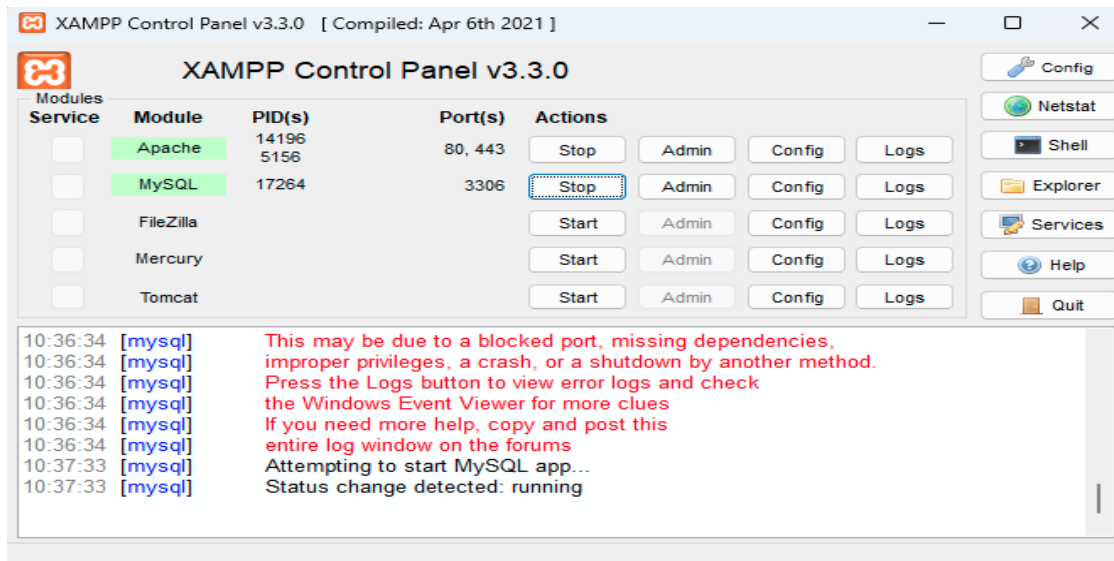 XAMPP Control Panel v3.3.0 [ Compiled: Apr 6th 2021 ]
XAMPP Control Panel v3.3.0
Config
Modules
Service Module PID(s) Port(s) Actions
Netstat
Apache 14196 5156 80, 443 Stop Admin Config Logs
Shell
MySQL 17264 3306 Stop Admin Config Logs
Explorer
FileZilla Start Admin Config Logs
Services
Mercury Start Admin Config Logs
Help
Tomcat Start Admin Config Logs
Quit
10:36:34 [mysql] This may be due to a blocked port, missing dependencies,
10:36:34 [mysql] improper privileges, a crash, or a shutdown by another method.
10:36:34 [mysql] Press the Logs button to view error logs and check
10:36:34 [mysql] the Windows Event Viewer for more clues
10:36:34 [mysql] If you need more help, copy and post this
10:36:34 [mysql] entire log window on the forums
10:37:33 [mysql] Attempting to start MySQL app...
10:37:33 [mysql] Status change detected: running